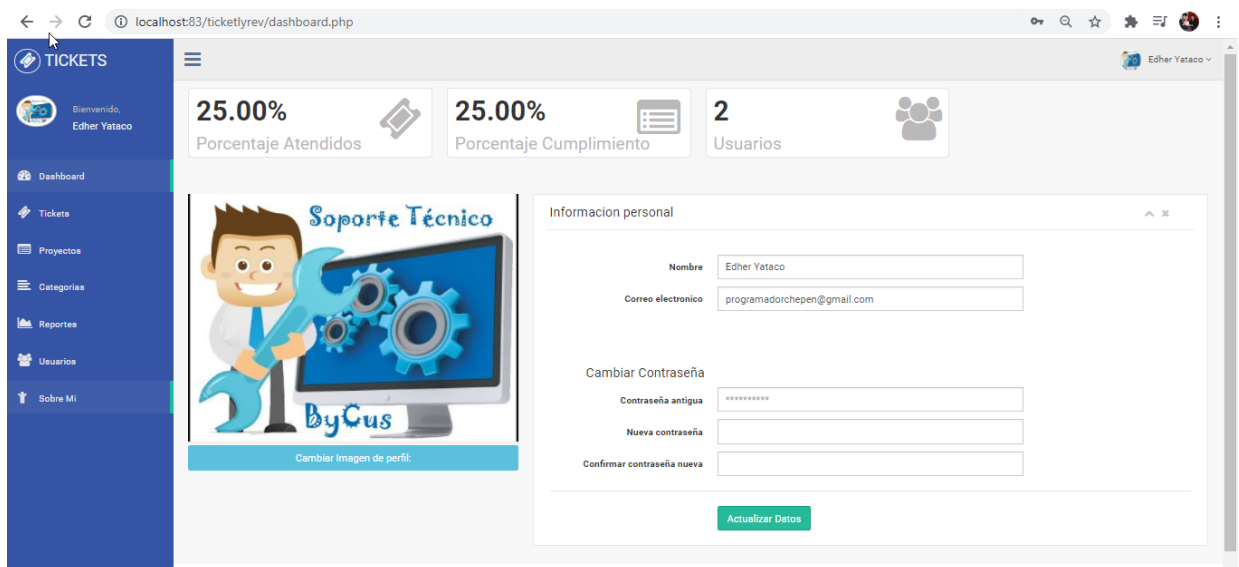 localhost:83/ticketlyrev/dashboard.php
TICKETS
Edher Yataco
Bienvenido,
Edher Yataco
Dashboard
Tickets
Proyectos
Categorias
Reportes
Usuarios
Sobre Mi
25.00%
Porcentaje Atendidos
25.00%
Porcentaje Cumplimiento
2
Usuarios
Soporte Técnico
ByCus
Cambiar Imagen de perfil:
Informacion personal
Nombre
Edher Yataco
Correo electronico
programadorchepen@gmail.com
Cambiar Contraseña
Contraseña antigua
**********
Nueva contraseña
Confirmar contraseña nueva
Actualizar Datos